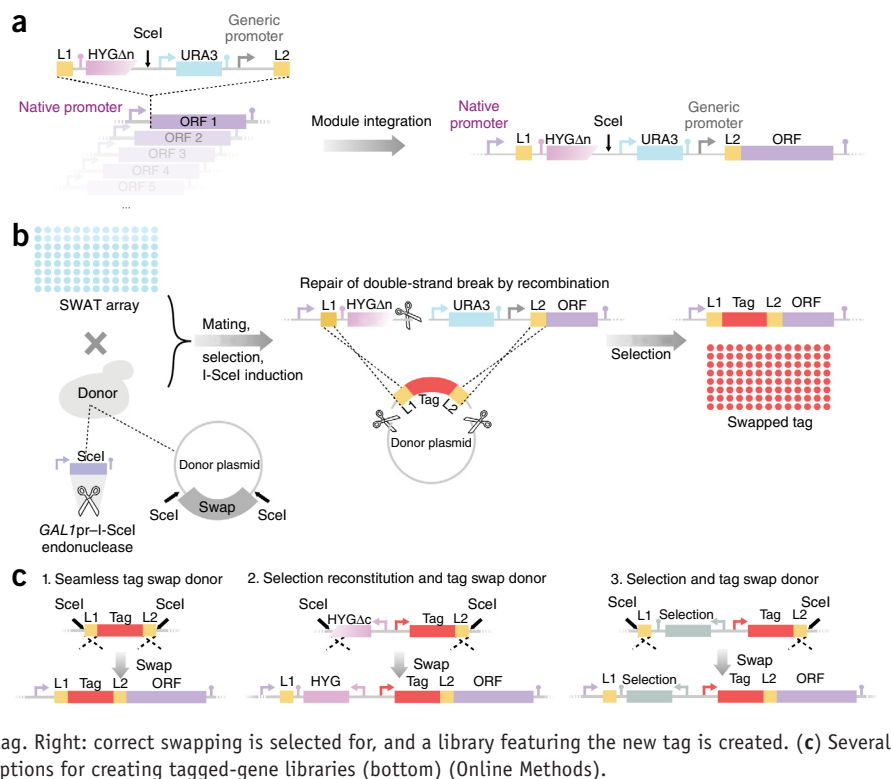 a
Generic
promoter
SceI
L1 HYGΔn URA3 L2
Native promoter
ORF 1
ORF 2
ORF 3
ORF 4
ORF 5
...
Module integration
Native
promoter
Generic
promoter
SceI
L1 HYGΔn URA3 L2 ORF
b
SWAT array
Donor
SceI
GAL1pr–I-SceI
endonuclease
Donor plasmid
SceI Swap SceI
Mating,
selection,
I-SceI induction
Repair of double-strand break by recombination
L1 HYGΔn URA3 L2 ORF
L1 Tag L2
Donor plasmid
Selection
L1 Tag L2 ORF
Swapped tag
c
1. Seamless tag swap donor
SceI L1 Tag L2 SceI
Swap
L1 Tag L2 ORF
2. Selection reconstitution and tag swap donor
SceI HYGΔc Tag L2 SceI
Swap
L1 HYG Tag L2 ORF
3. Selection and tag swap donor
SceI L1 Selection Tag L2 SceI
Swap
L1 Selection Tag L2 ORF
ag. Right: correct swapping is selected for, and a library featuring the new tag is created. (c) Several
ptions for creating tagged-gene libraries (bottom) (Online Methods).